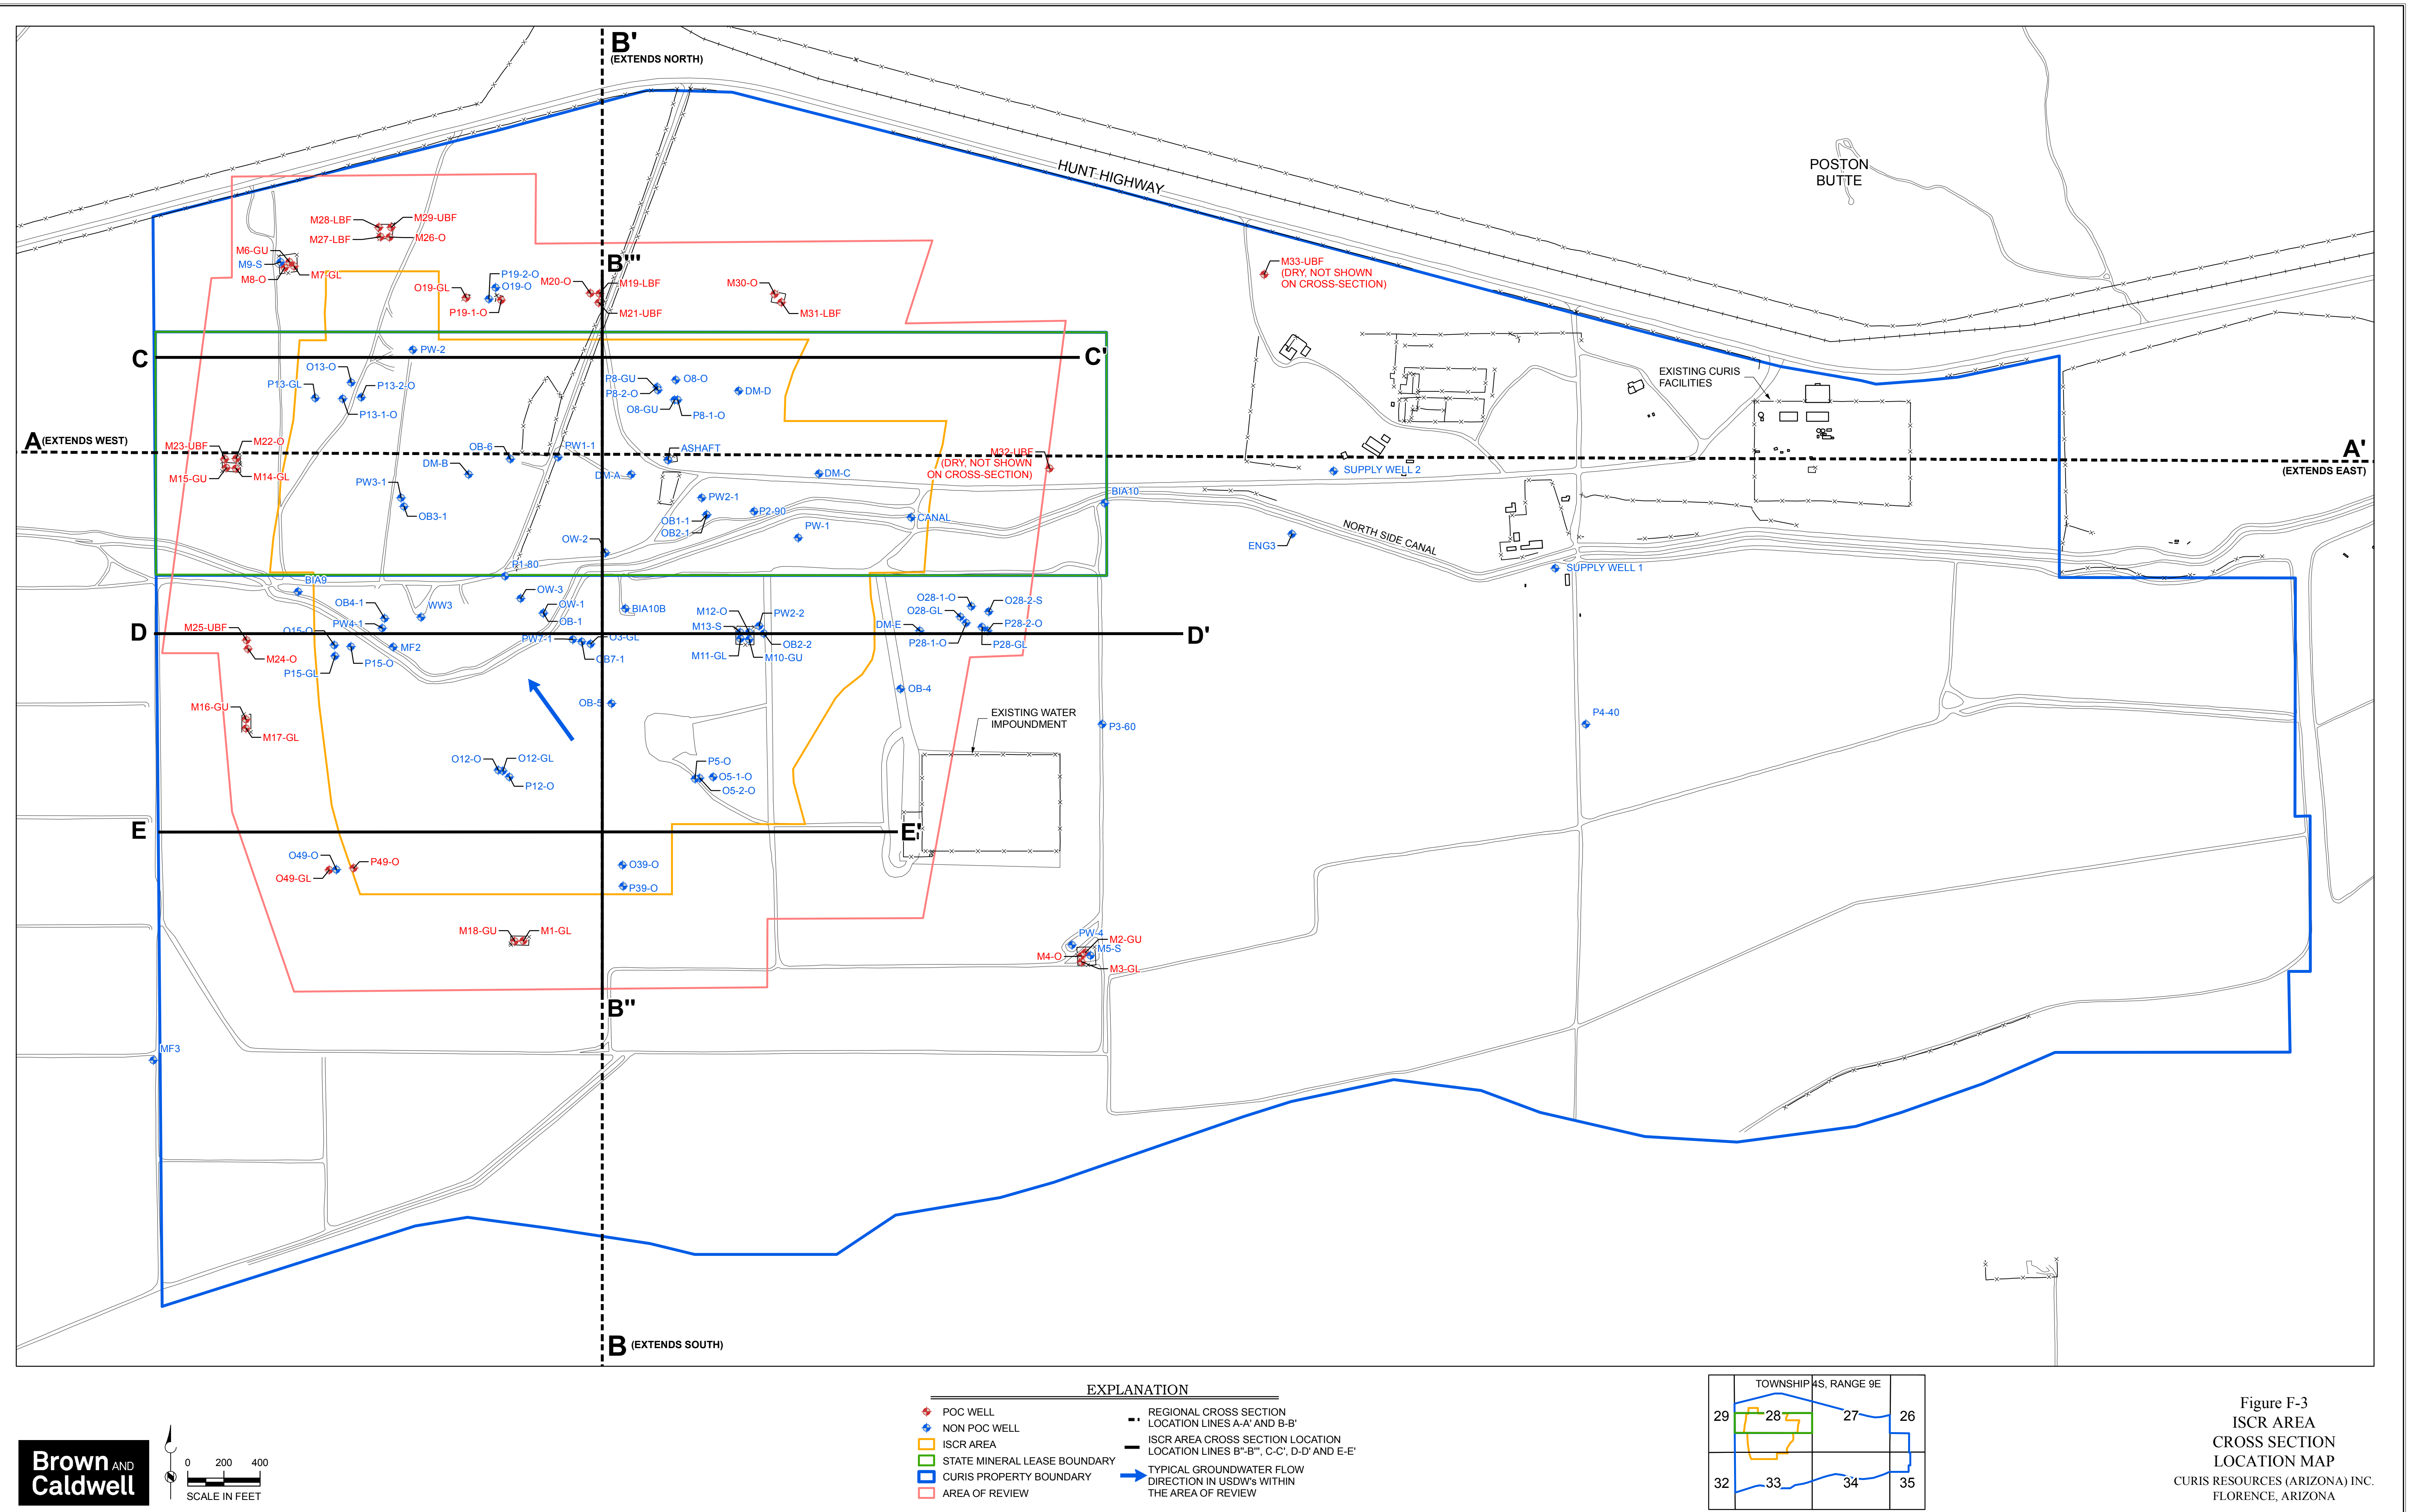 B'
(EXTENDS NORTH)
HUNT HIGHWAY
POSTON
BUTTE
M28-LBF
M29-UBF
M27-LBF
M26-O
M6-GU
M9-S
M8-O
M7-GL
B'''
P19-2-O
O19-O
O19-GL
P19-1-O
M20-O
M19-LBF
M21-UBF
M30-O
M31-LBF
M33-UBF
(DRY, NOT SHOWN
ON CROSS-SECTION)
C
C'
PW-2
O13-O
P13-GL
P13-2-O
P13-1-O
P8-GU
P8-2-O
O8-O
DM-D
O8-GU
P8-1-O
EXISTING CURIS
FACILITIES
A
(EXTENDS WEST)
M23-UBF
M22-O
M15-GU
M14-GL
OB-6
PW1-1
DM-B
ASHAFT
DM-A
DM-C
M32-UBF
(DRY, NOT SHOWN
ON CROSS-SECTION)
SUPPLY WELL 2
A'
(EXTENDS EAST)
PW3-1
OB3-1
PW2-1
OB1-1
OB2-1
P2-90
CANAL
PW-1
BIA10
OW-2
NORTH SIDE CANAL
ENG3
P1-80
SUPPLY WELL 1
BIA9
OB4-1
WW3
OW-3
OW-1
OB-1
BIA10B
M12-O
PW2-2
O28-1-O
O28-2-S
O28-GL
D
M25-UBF
O15-O
PW4-1
M13-S
DM-E
P28-2-O
D'
M24-O
P15-GL
P15-O
MF2
PW7-1
O3-GL
OB7-1
M11-GL
M10-GU
OB2-2
P28-1-O
P28-GL
OB-4
M16-GU
M17-GL
OB-5
EXISTING WATER
IMPOUNDMENT
P3-60
P4-40
O12-O
O12-GL
P12-O
P5-O
O5-1-O
O5-2-O
E
E'
O49-O
P49-O
O49-GL
O39-O
P39-O
M18-GU
M1-GL
PW-4
M2-GU
M5-S
M4-O
M3-GL
B''
MF3
B
(EXTENDS SOUTH)
Brown AND
Caldwell
0 200 400
SCALE IN FEET
EXPLANATION
POC WELL
NON POC WELL
ISCR AREA
STATE MINERAL LEASE BOUNDARY
CURIS PROPERTY BOUNDARY
AREA OF REVIEW
REGIONAL CROSS SECTION
LOCATION LINES A-A' AND B-B'
ISCR AREA CROSS SECTION LOCATION
LOCATION LINES B''-B''', C-C', D-D' AND E-E'
TYPICAL GROUNDWATER FLOW
DIRECTION IN USDW's WITHIN
THE AREA OF REVIEW
TOWNSHIP 4S, RANGE 9E
29 28 27 26
32 33 34 35
Figure F-3
ISCR AREA
CROSS SECTION
LOCATION MAP
CURIS RESOURCES (ARIZONA) INC.
FLORENCE, ARIZONA